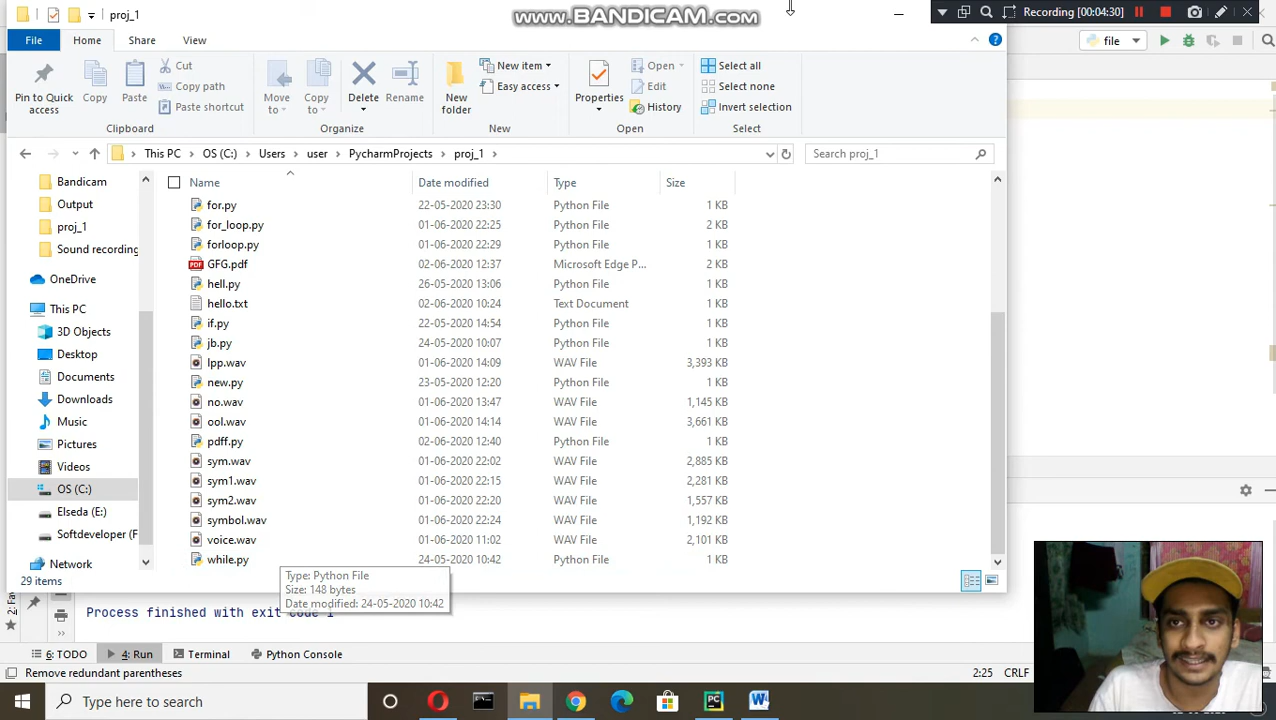 proj_1
www.BANDICAM.com
Recording [00:04:30]
File
Home
Share
View
file
Pin to Quick access
Copy
Paste
Cut
Copy path
Paste shortcut
Clipboard
Move to
Copy to
Delete
Rename
Organize
New folder
New item
Easy access
New
Properties
Open
Edit
History
Open
Select all
Select none
Invert selection
Select
This PC
OS (C:)
Users
user
PycharmProjects
proj_1
Search proj_1
Name
Date modified
Type
Size
Bandicam
Output
proj_1
Sound recording
OneDrive
This PC
3D Objects
Desktop
Documents
Downloads
Music
Pictures
Videos
OS (C:)
Elseda (E:)
Softdeveloper (F
Network
for.py 22-05-2020 23:30 Python File 1 KB
for_loop.py 01-06-2020 22:25 Python File 2 KB
forloop.py 01-06-2020 22:29 Python File 1 KB
GFG.pdf 02-06-2020 12:37 Microsoft Edge P... 2 KB
hell.py 26-05-2020 13:06 Python File 1 KB
hello.txt 02-06-2020 10:24 Text Document 1 KB
if.py 22-05-2020 14:54 Python File 1 KB
jb.py 24-05-2020 10:07 Python File 1 KB
lpp.wav 01-06-2020 14:09 WAV File 3,393 KB
new.py 23-05-2020 12:20 Python File 1 KB
no.wav 01-06-2020 13:47 WAV File 1,145 KB
ool.wav 01-06-2020 14:14 WAV File 3,661 KB
pdff.py 02-06-2020 12:40 Python File 1 KB
sym.wav 01-06-2020 22:02 WAV File 2,885 KB
sym1.wav 01-06-2020 22:15 WAV File 2,281 KB
sym2.wav 01-06-2020 22:20 WAV File 1,557 KB
symbol.wav 01-06-2020 22:24 WAV File 1,192 KB
voice.wav 01-06-2020 11:02 WAV File 2,101 KB
while.py 24-05-2020 10:42 Python File 1 KB
Type: Python File
Size: 148 bytes
Date modified: 24-05-2020 10:42
29 items
2:
Process finished with exit code
6: TODO
4: Run
Terminal
Python Console
Remove redundant parentheses
2:25
CRLF
Type here to search